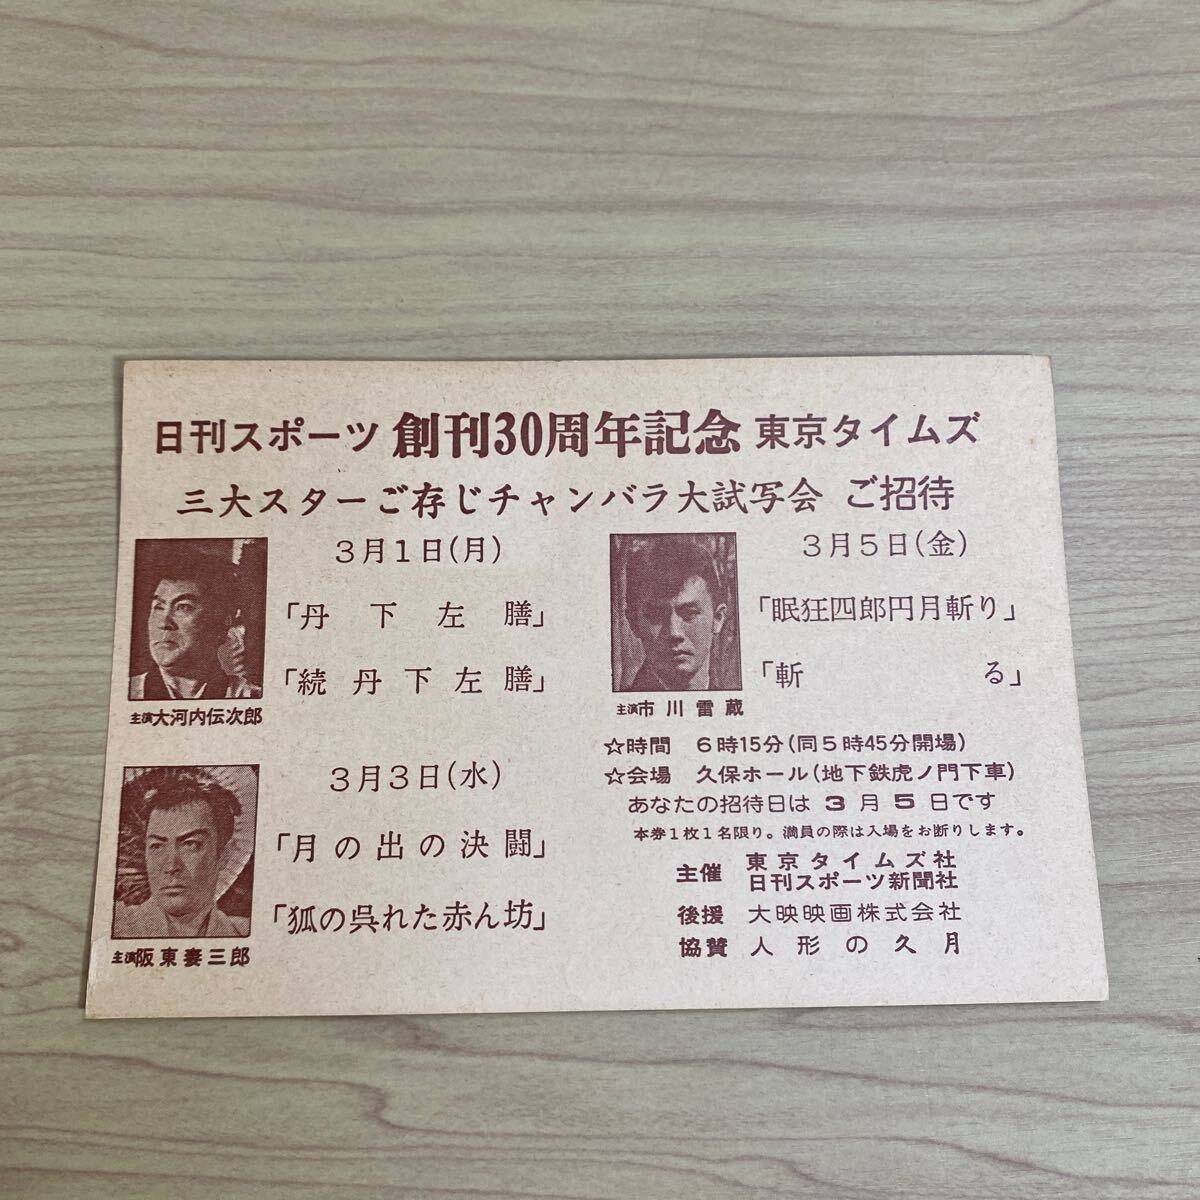 日刊スポーツ 創刊30周年記念 東京タイムズ
三大スターご存じチャンバラ大試写会 ご招待
3月1日(月)
「丹下左膳」
「続丹下左膳」
主演大河内伝次郎
3月3日(水)
「月の出の決闘」
「狐の呉れた赤ん坊」
主演阪東妻三郎
3月5日(金)
「眠狂四郎円月斬り」
「斬る」
主演市川雷蔵
☆時間 6時15分(同5時45分開場)
☆会場 久保ホール(地下鉄虎ノ門下車)
あなたの招待日は 3月5日です
本券1枚1名限り。満員の際は入場をお断りします。
主催 東京タイムズ社
日刊スポーツ新聞社
後援 大映映画株式会社
協賛 人形の久月